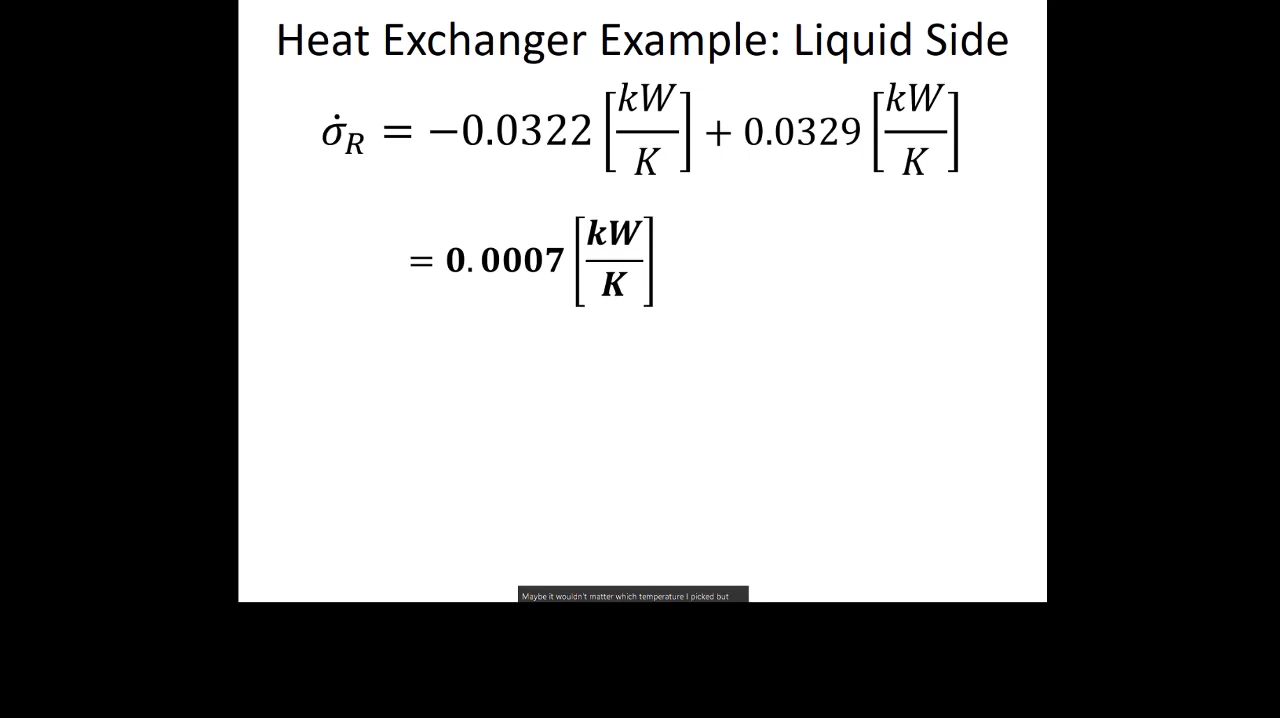 Heat Exchanger Example: Liquid Side
σ̇_R = −0.0322 [kW/K] + 0.0329 [kW/K]
= 0.0007 [kW/K]
Maybe it wouldn't matter which temperature I picked but